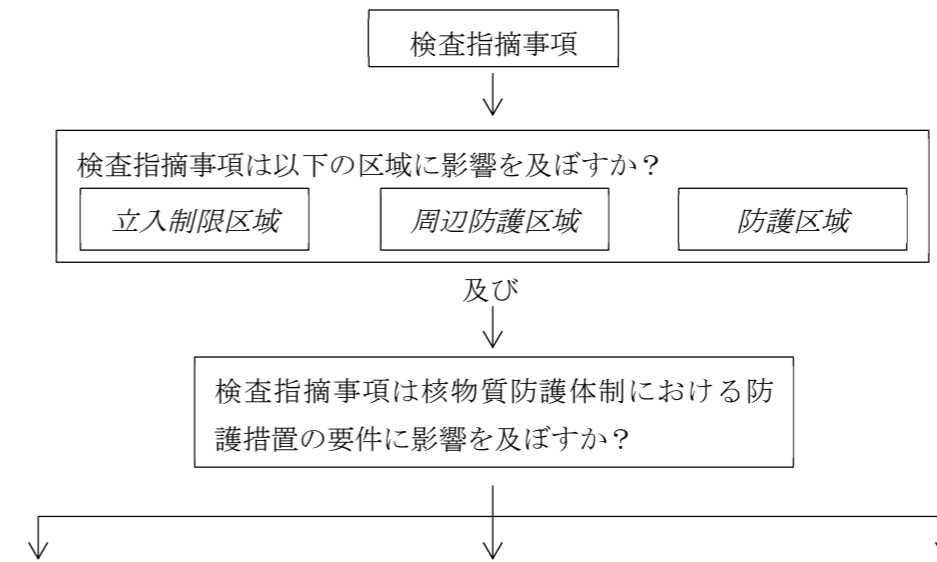 検査指摘事項
検査指摘事項は以下の区域に影響を及ぼすか？
立入制限区域 周辺防護区域 防護区域
及び
検査指摘事項は核物質防護体制における防
護措置の要件に影響を及ぼすか？